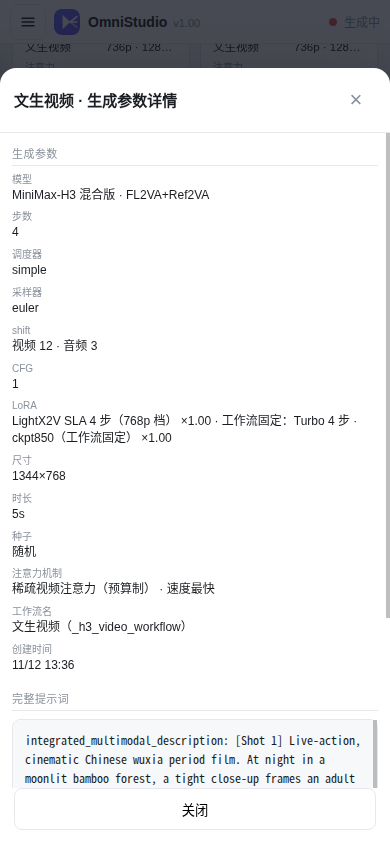 OmniStudio v1.00
生成中
文生视频 736p · 128… 文生视频 736p · 128…
注意力 注意力
文生视频 · 生成参数详情
生成参数
模型
MiniMax-H3 混合版 · FL2VA+Ref2VA
步数
4
调度器
simple
采样器
euler
shift
视频 12 · 音频 3
CFG
1
LoRA
LightX2V SLA 4 步（768p 档） ×1.00 · 工作流固定：Turbo 4 步 ·
ckpt850（工作流固定） ×1.00
尺寸
1344×768
时长
5s
种子
随机
注意力机制
稀疏视频注意力（预算制） · 速度最快
工作流名
文生视频（_h3_video_workflow）
创建时间
11/12 13:36
完整提示词
integrated_multimodal_description: [Shot 1] Live-action,
cinematic Chinese wuxia period film. At night in a
moonlit bamboo forest, a tight close-up frames an adult
关闭